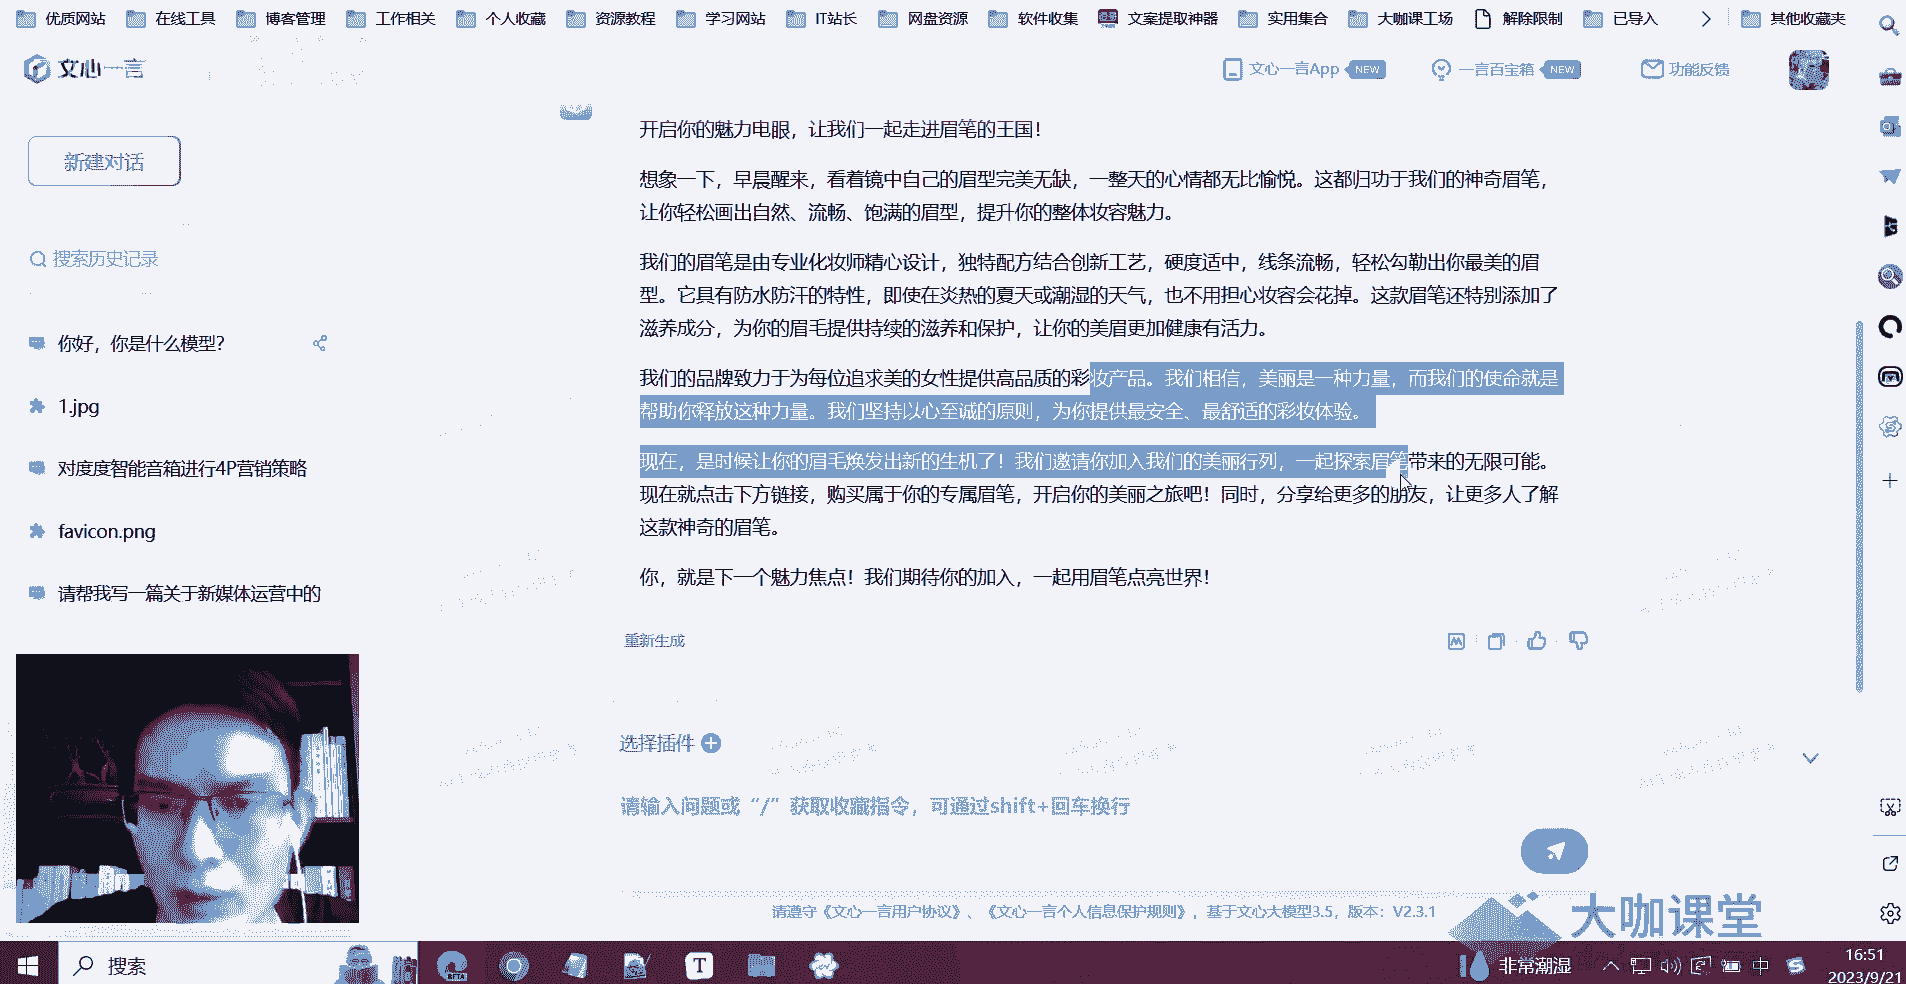 优质网站 在线工具 博客管理 工作相关 个人收藏 资源教程 学习网站 IT站长 网盘资源 软件收集 文案提取神器 实用集合 大咖课工场 解除限制 已导入 其他收藏夹
文心一言
文心一言App NEW 一言百宝箱 NEW 功能反馈
新建对话
搜索历史记录
你好，你是什么模型？
1.jpg
对度度智能音箱进行4P营销策略
favicon.png
请帮我写一篇关于新媒体运营中的
开启你的魅力电眼，让我们一起走进眉笔的王国！
想象一下，早晨醒来，看着镜中自己的眉型完美无缺，一整天的心情都无比愉悦。这都归功于我们的神奇眉笔，
让你轻松画出自然、流畅、饱满的眉型，提升你的整体妆容魅力。
我们的眉笔是由专业化妆师精心设计，独特配方结合创新工艺，硬度适中，线条流畅，轻松勾勒出你最美的眉
型。它具有防水防汗的特性，即使在炎热的夏天或潮湿的天气，也不用担心妆容会花掉。这款眉笔还特别添加了
滋养成分，为你的眉毛提供持续的滋养和保护，让你的美眉更加健康有活力。
我们的品牌致力于为每位追求美的女性提供高品质的彩妆产品。我们相信，美丽是一种力量，而我们的使命就是
帮助你释放这种力量。我们坚持以心至诚的原则，为你提供最安全、最舒适的彩妆体验。
现在，是时候让你的眉毛焕发出新的生机了！我们邀请你加入我们的美丽行列，一起探索眉笔带来的无限可能。
现在就点击下方链接，购买属于你的专属眉笔，开启你的美丽之旅吧！同时，分享给更多的朋友，让更多人了解
这款神奇的眉笔。
你，就是下一个魅力焦点！我们期待你的加入，一起用眉笔点亮世界！
重新生成
选择插件
请输入问题或“/”获取收藏指令，可通过shift+回车换行
请遵守《文心一言用户协议》、《文心一言个人信息保护规则》，基于文心大模型3.5，版本：V2.3.1
大咖课堂
搜索
BETA
T
非常潮湿
中
16:51
2023/9/21